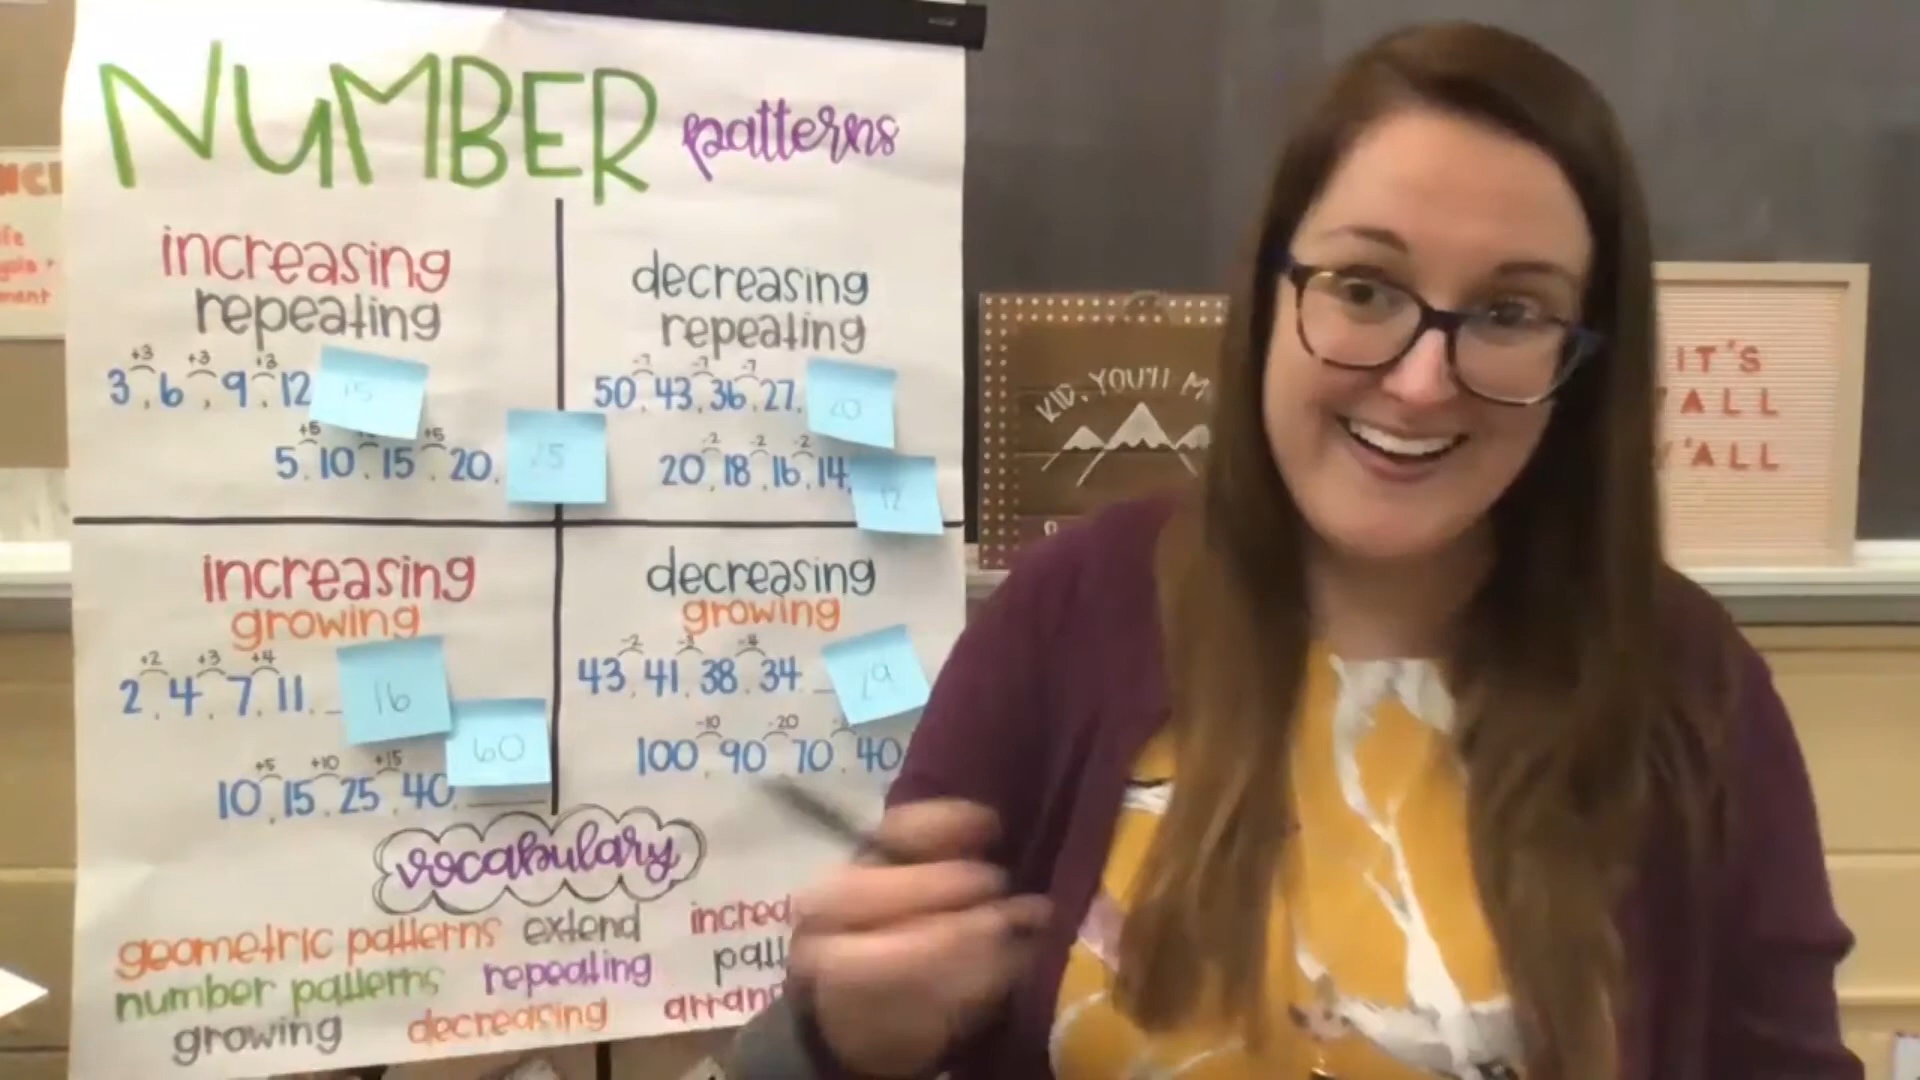 NUMBER patterns
increasing
repeating
+3 +3 +3
3, 6, 9, 12 15
+5 +5
5, 10, 15, 20, 25
decreasing
repeating
-7 -7 -7
50, 43, 36, 27, 20
-2 -2 -2
20, 18, 16, 14, 12
increasing
growing
+2 +3 +4
2, 4, 7, 11, _ 16
+5 +10 +15
10, 15, 25, 40, ___ 60
decreasing
growing
-2 -3 -4
43, 41, 38, 34, _ 29
-10 -20
100, 90, 70, 40,
vocabulary
geometric patterns extend increa
number patterns repeating patt
growing decreasing arrang
KID, YOU'll M
IT'S
ALL
Y'ALL